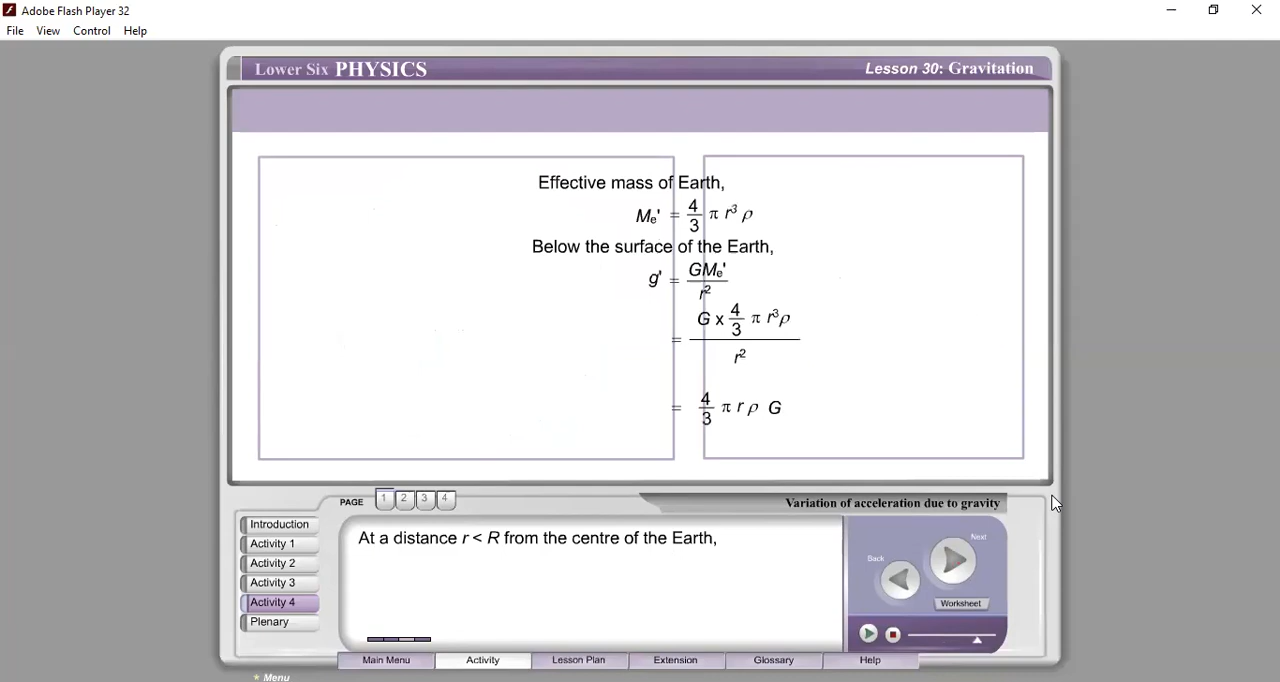 Adobe Flash Player 32
File View Control Help
Lower Six PHYSICS
Lesson 30: Gravitation
Effective mass of Earth,
Me' = 4/3 π r³ ρ
Below the surface of the Earth,
g' = GMe'/r²
= G x 4/3 π r³ρ / r²
= 4/3 π r ρ G
PAGE 1 2 3 4
Variation of acceleration due to gravity
Introduction
Activity 1
Activity 2
Activity 3
Activity 4
Plenary
At a distance r < R from the centre of the Earth,
Next
Back
Worksheet
Main Menu Activity Lesson Plan Extension Glossary Help
★ Menu